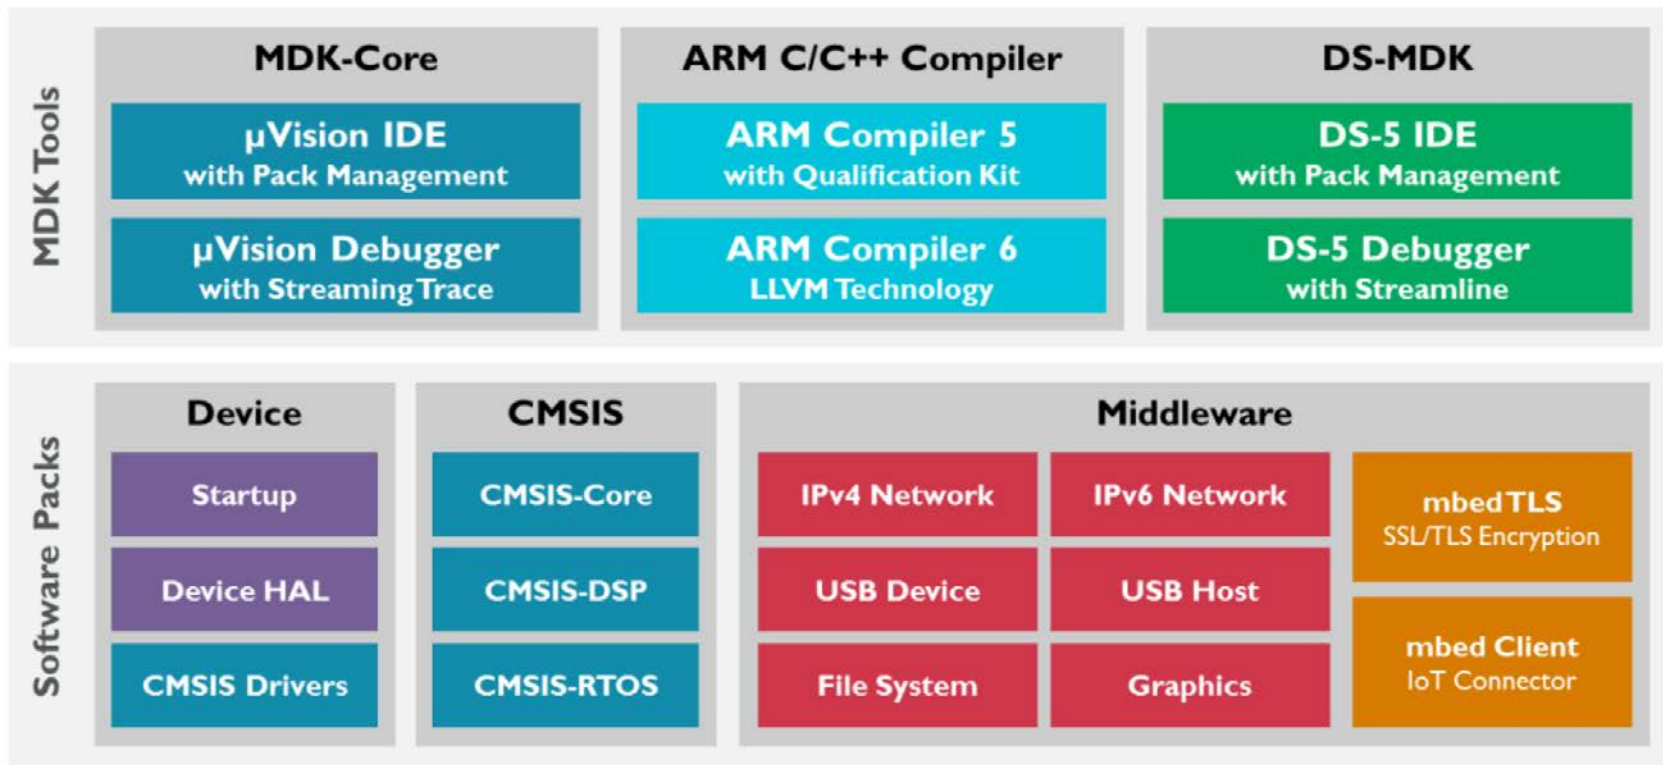 MDK Tools
MDK-Core
µVision IDE
with Pack Management
µVision Debugger
with Streaming Trace
ARM C/C++ Compiler
ARM Compiler 5
with Qualification Kit
ARM Compiler 6
LLVM Technology
DS-MDK
DS-5 IDE
with Pack Management
DS-5 Debugger
with Streamline
Software Packs
Device
Startup
Device HAL
CMSIS Drivers
CMSIS
CMSIS-Core
CMSIS-DSP
CMSIS-RTOS
Middleware
IPv4 Network
IPv6 Network
USB Device
USB Host
File System
Graphics
mbed TLS
SSL/TLS Encryption
mbed Client
IoT Connector